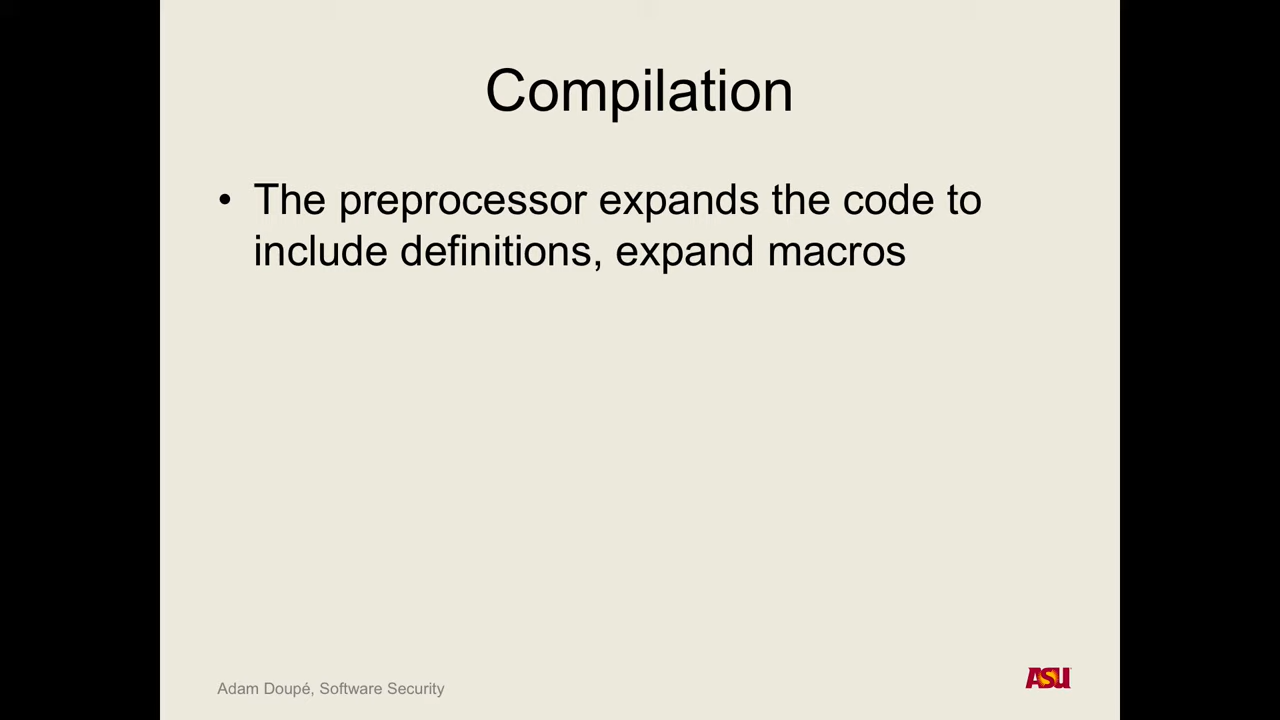 Compilation
• The preprocessor expands the code to
include definitions, expand macros
Adam Doupé, Software Security
ASU